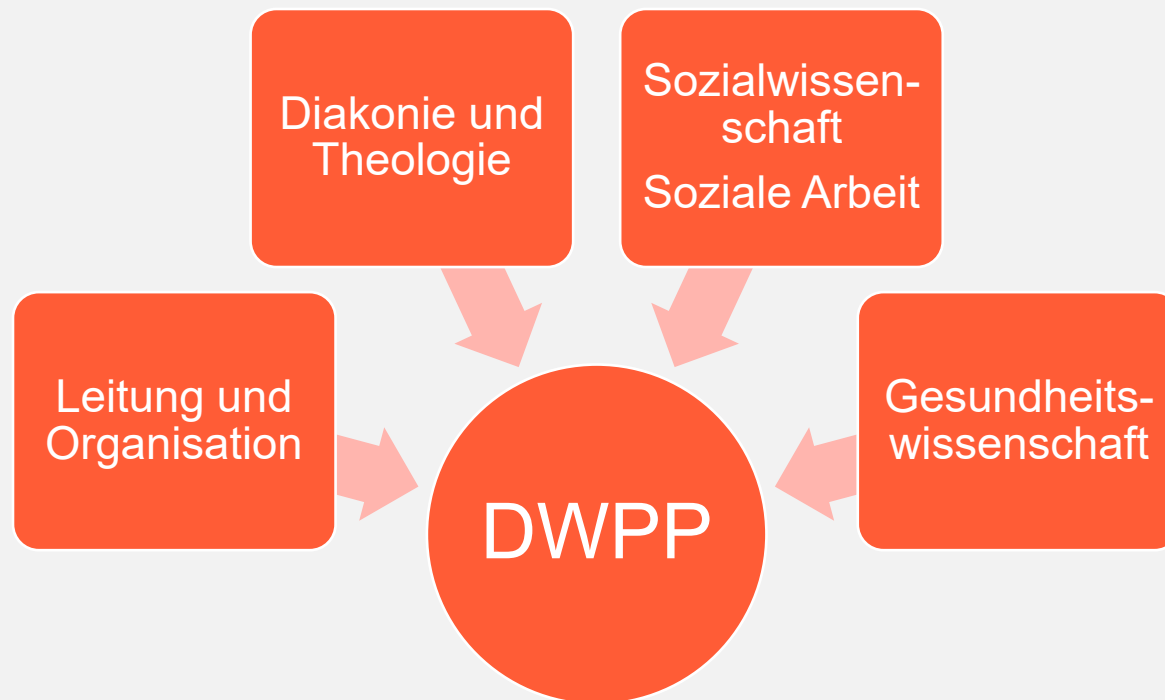 Diakonie und
Theologie
Sozialwissen-
schaft
Soziale Arbeit
Leitung und
Organisation
Gesundheits-
wissenschaft
DWPP